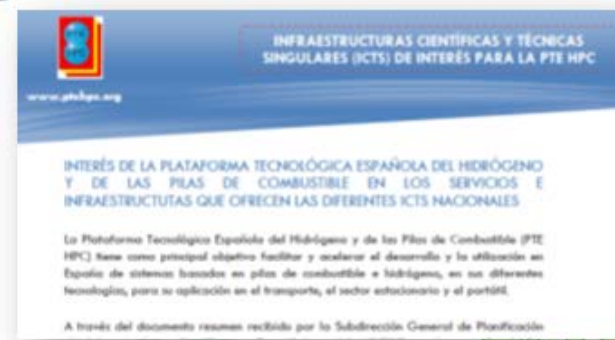 PTE
HPC
INFRAESTRUCTURAS CIENTÍFICAS Y TÉCNICAS
SINGULARES (ICTS) DE INTERÉS PARA LA PTE HPC
www.ptehpc.org
INTERÉS DE LA PLATAFORMA TECNOLÓGICA ESPAÑOLA DEL HIDRÓGENO
Y DE LAS PILAS DE COMBUSTIBLE EN LOS SERVICIOS E
INFRAESTRUCTUTAS QUE OFRECEN LAS DIFERENTES ICTS NACIONALES
La Plataforma Tecnológica Española del Hidrógeno y de las Pilas de Combustible (PTE
HPC) tiene como principal objetivo facilitar y acelerar el desarrollo y la utilización en
España de sistemas basados en pilas de combustible e hidrógeno, en sus diferentes
tecnologías, para su aplicación en el transporte, el sector estacionario y el portátil.
A través del documento resumen recibido por la Subdirección General de Planificación